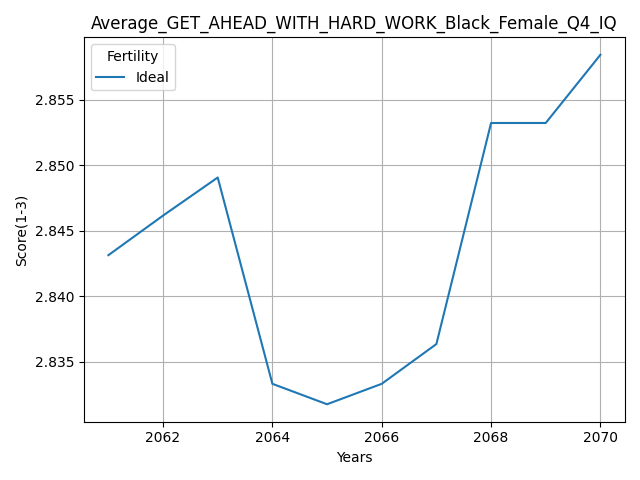 Average_GET_AHEAD_WITH_HARD_WORK_Black_Female_Q4_IQ
Fertility
Ideal
2.855
2.850
2.845
2.840
2.835
Score(1-3)
2062 2064 2066 2068 2070
Years